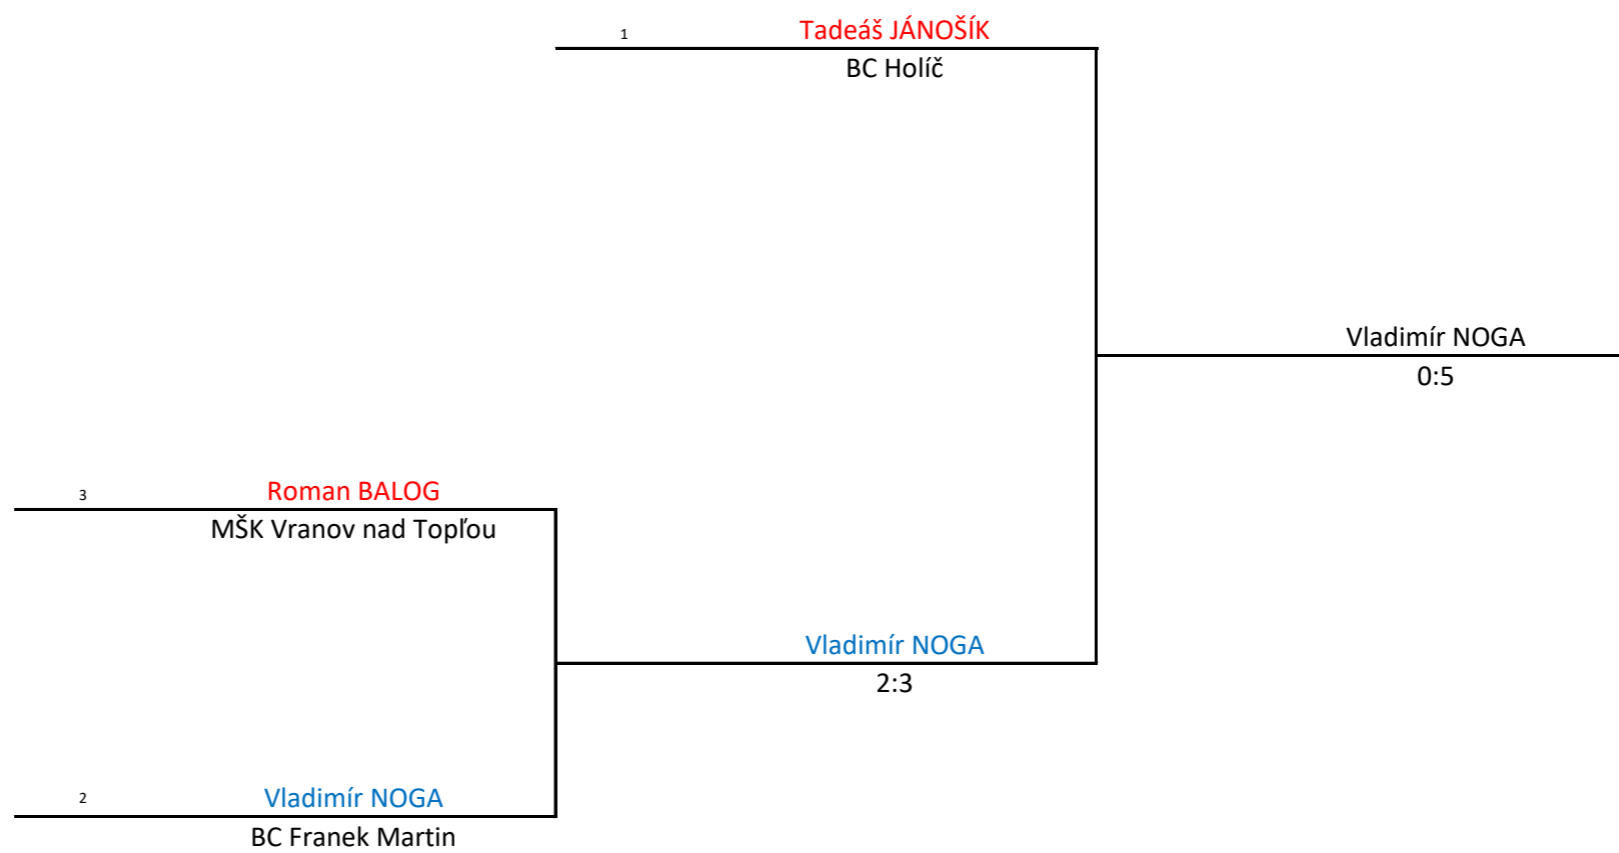 1
Tadeáš JÁNOŠÍK
BC Holíč
Vladimír NOGA
0:5
3
Roman BALOG
MŠK Vranov nad Topľou
Vladimír NOGA
2:3
2
Vladimír NOGA
BC Franek Martin